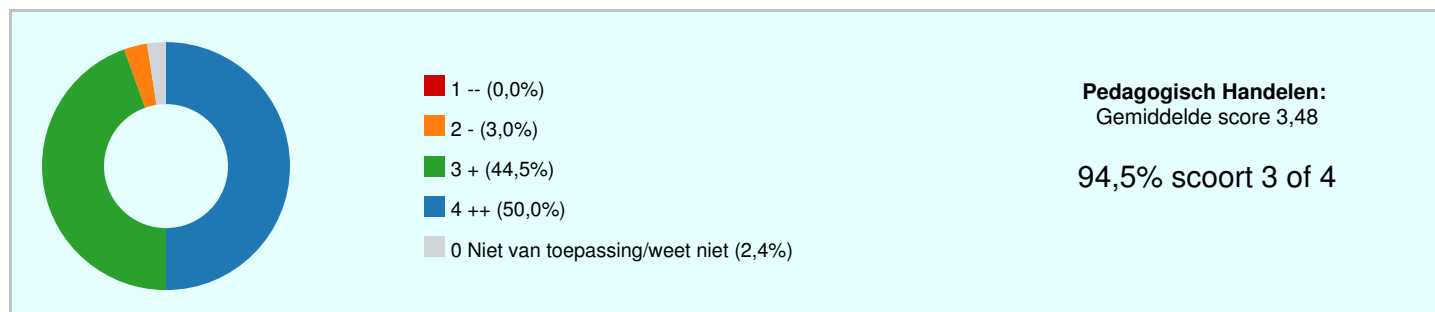 1 -- (0,0%)
2 - (3,0%)
3 + (44,5%)
4 ++ (50,0%)
0 Niet van toepassing/weet niet (2,4%)
Pedagogisch Handelen:
Gemiddelde score 3,48
94,5% scoort 3 of 4